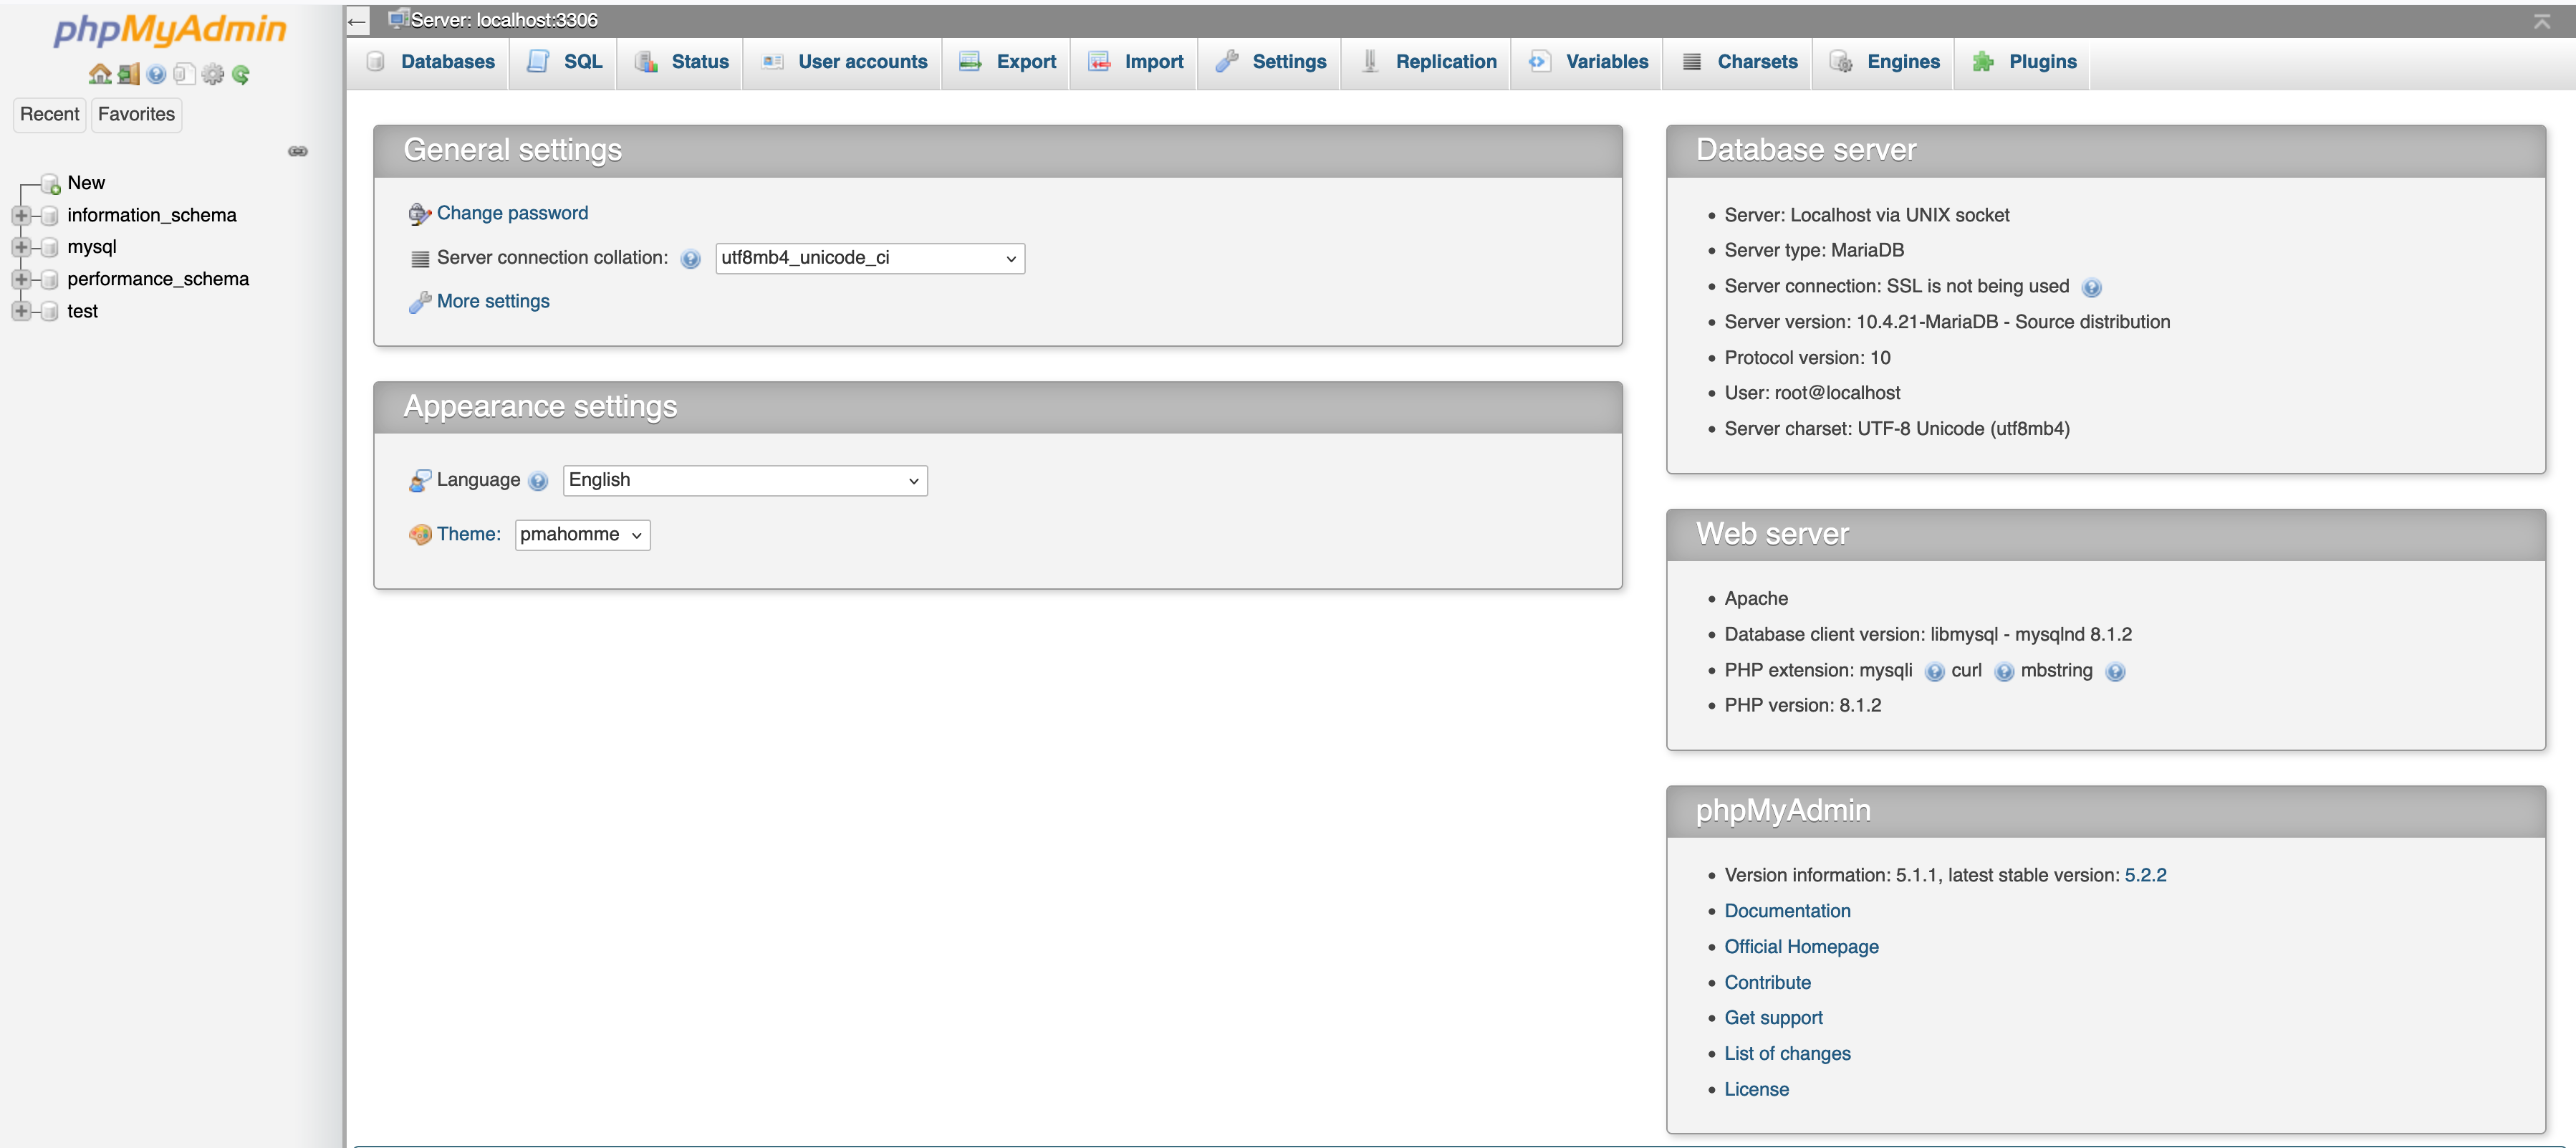 phpMyAdmin
Recent Favorites
New
information_schema
mysql
performance_schema
test
Server: localhost:3306
Databases SQL Status User accounts Export Import Settings Replication Variables Charsets Engines Plugins
General settings
Change password
Server connection collation: utf8mb4_unicode_ci
More settings
Appearance settings
Language English
Theme: pmahomme
Database server
Server: Localhost via UNIX socket
Server type: MariaDB
Server connection: SSL is not being used
Server version: 10.4.21-MariaDB - Source distribution
Protocol version: 10
User: root@localhost
Server charset: UTF-8 Unicode (utf8mb4)
Web server
Apache
Database client version: libmysql - mysqlnd 8.1.2
PHP extension: mysqli curl mbstring
PHP version: 8.1.2
phpMyAdmin
Version information: 5.1.1, latest stable version: 5.2.2
Documentation
Official Homepage
Contribute
Get support
List of changes
License